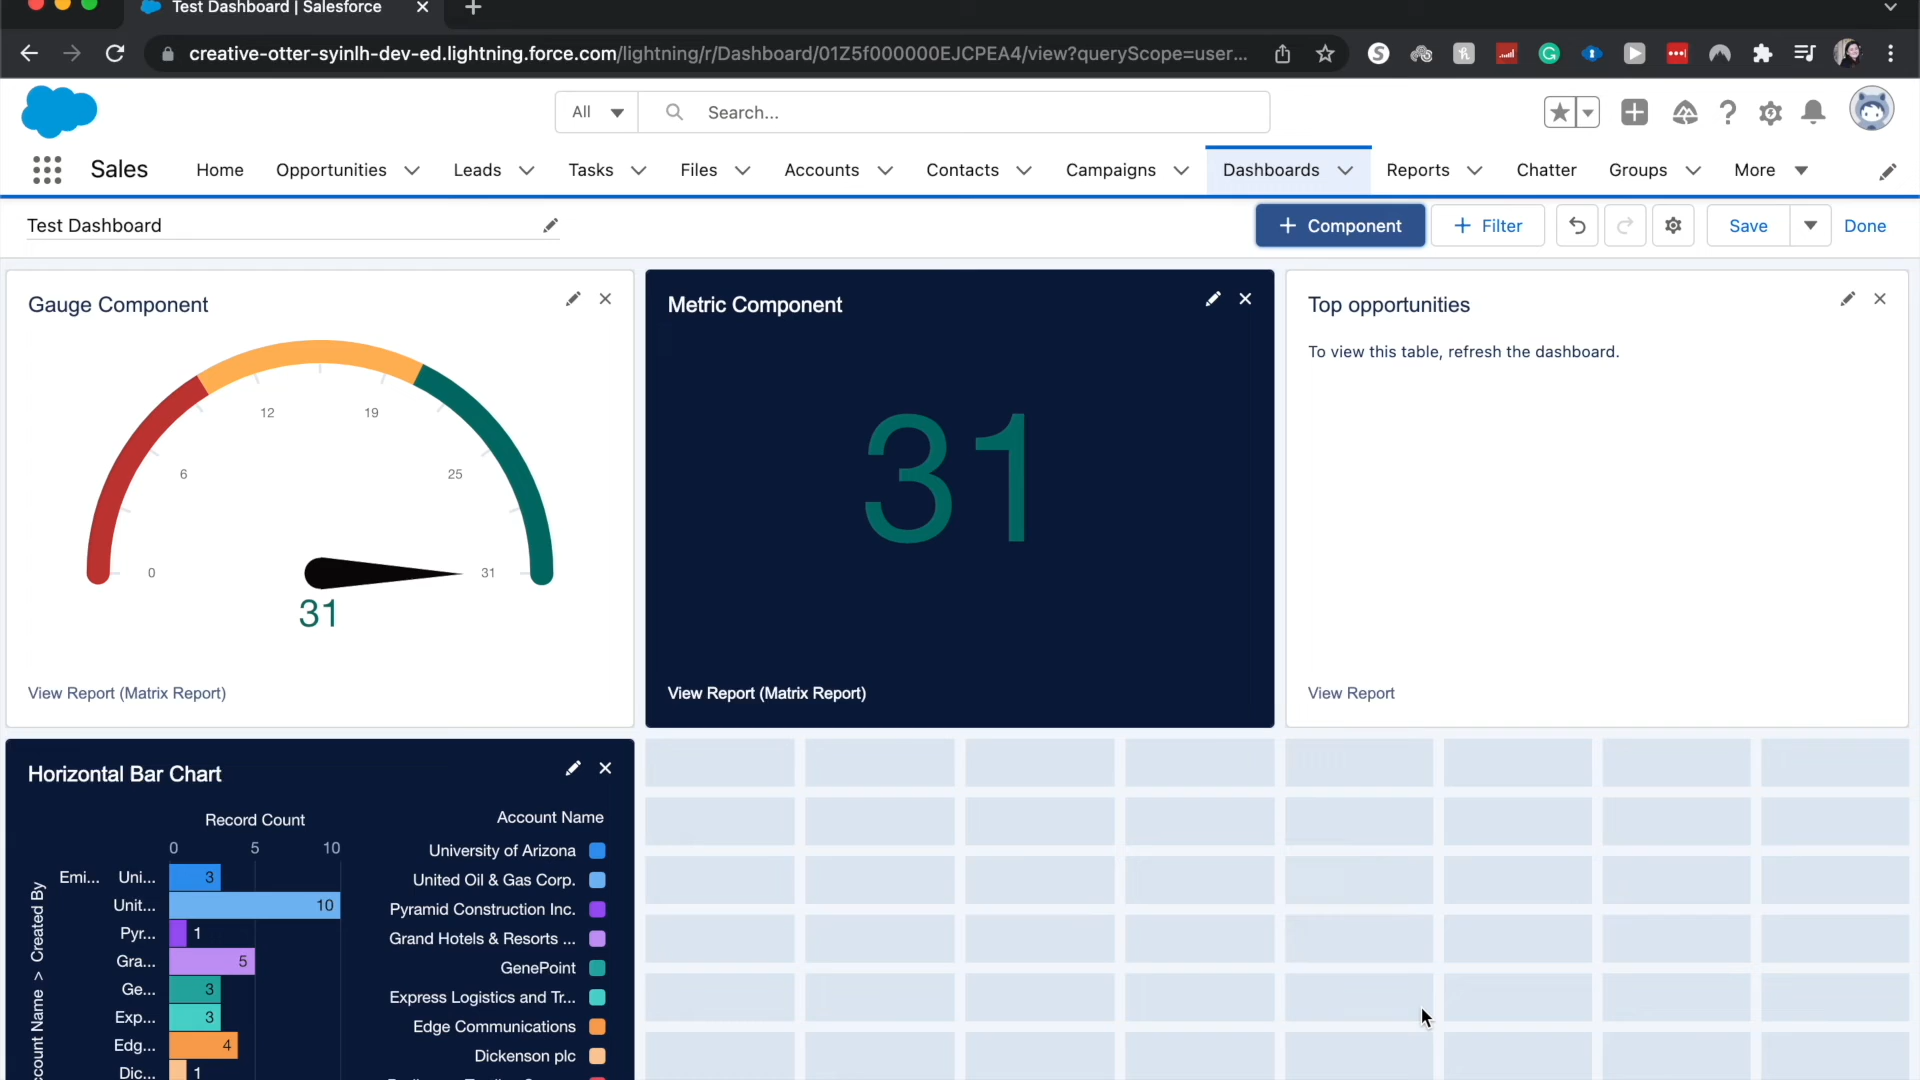 Test Dashboard | Salesforce
creative-otter-syinlh-dev-ed.lightning.force.com/lightning/r/Dashboard/01Z5f000000EJCPEA4/view?queryScope=user...
All
Search...
Sales
Home
Opportunities
Leads
Tasks
Files
Accounts
Contacts
Campaigns
Dashboards
Reports
Chatter
Groups
More
Test Dashboard
+ Component
+ Filter
Save
Done
Gauge Component
0
6
12
19
25
31
31
View Report (Matrix Report)
Metric Component
31
View Report (Matrix Report)
Top opportunities
To view this table, refresh the dashboard.
View Report
Horizontal Bar Chart
Record Count
0 5 10
Account Name
Emi... Uni... 3
Unit... 10
Pyr... 1
Gra... 5
Ge... 3
Exp... 3
Edg... 4
Dic... 1
ccount Name > Created By
University of Arizona
United Oil & Gas Corp.
Pyramid Construction Inc.
Grand Hotels & Resorts ...
GenePoint
Express Logistics and Tr...
Edge Communications
Dickenson plc